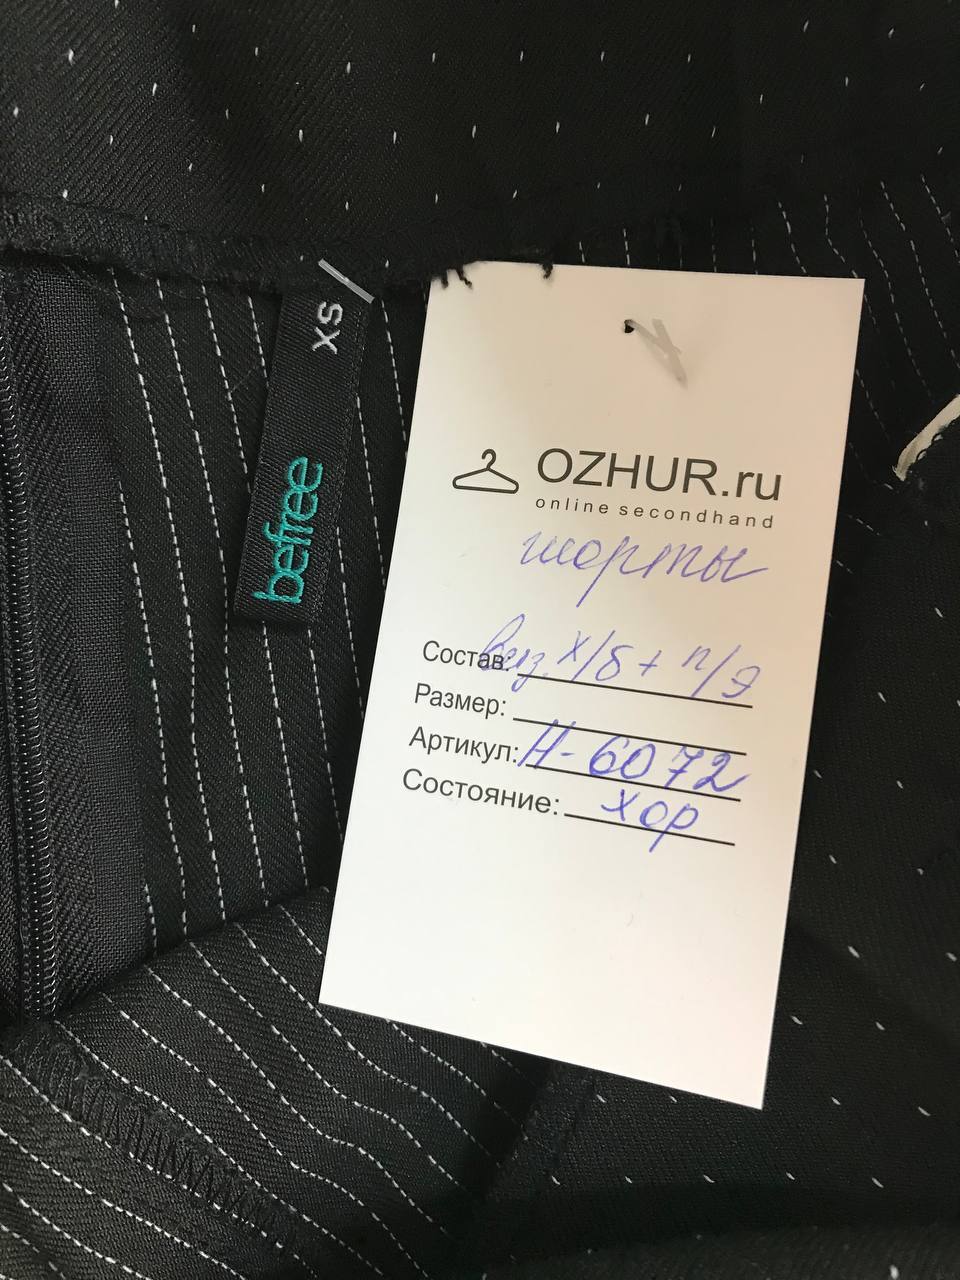 XS
befree
OZHUR.ru
online secondhand
шорты
Состав: виз. х/б + п/э
Размер:
Артикул: Н-6072
Состояние: хор